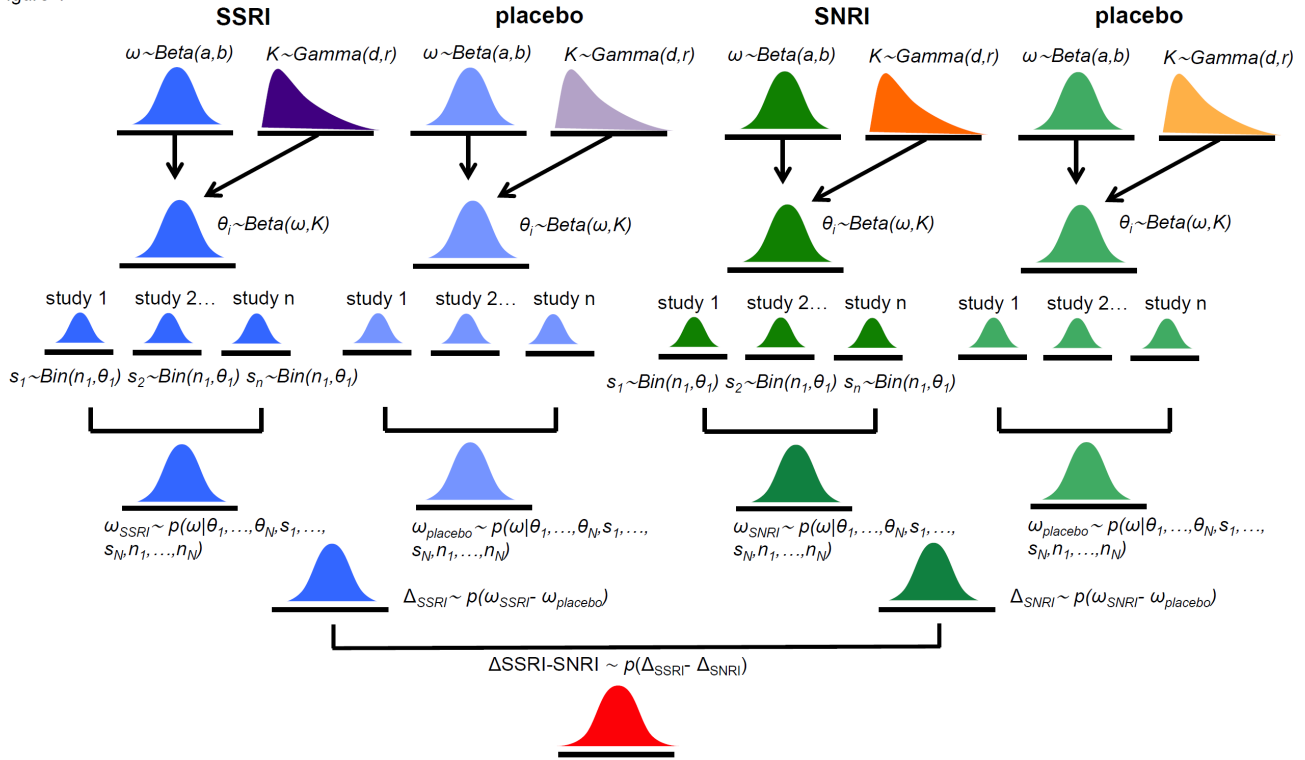 SSRI placebo SNRI placebo
ω~Beta(a,b) K~Gamma(d,r) ω~Beta(a,b) K~Gamma(d,r) ω~Beta(a,b) K~Gamma(d,r) ω~Beta(a,b) K~Gamma(d,r)
θi~Beta(ω,K) θi~Beta(ω,K) θi~Beta(ω,K) θi~Beta(ω,K)
study 1 study 2… study n study 1 study 2… study n study 1 study 2… study n study 1 study 2… study n
s1~Bin(n1,θ1) s2~Bin(n1,θ1) sn~Bin(n1,θ1) s1~Bin(n1,θ1) s2~Bin(n1,θ1) sn~Bin(n1,θ1)
ωSSRI~ p(ω|θ1,…,θN,s1,…,
sN,n1,…,nN)
ωplacebo~ p(ω|θ1,…,θN,s1,…,
sN,n1,…,nN)
ωSNRI~ p(ω|θ1,…,θN,s1,…,
sN,n1,…,nN)
ωplacebo~ p(ω|θ1,…,θN,s1,…,
sN,n1,…,nN)
ΔSSRI~ p(ωSSRI- ωplacebo) ΔSNRI~ p(ωSNRI- ωplacebo)
ΔSSRI-SNRI ~ p(ΔSSRI- ΔSNRI)